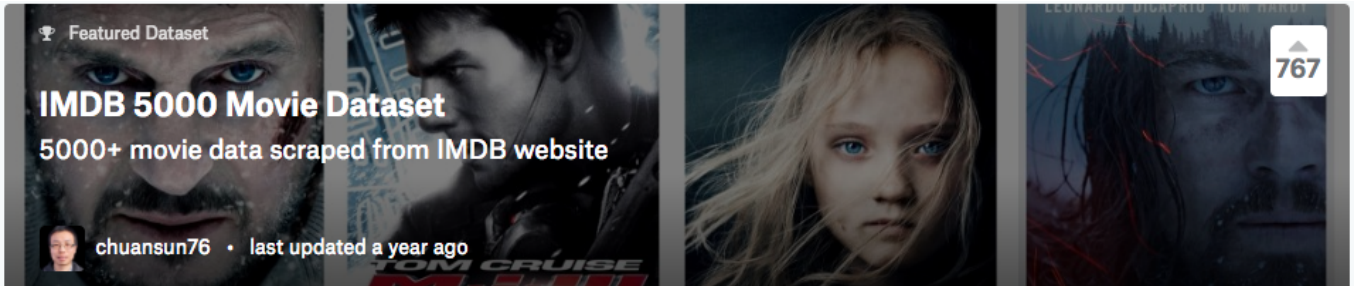 LEONARDO DICAPRIO TOM HARDY
Featured Dataset
767
IMDB 5000 Movie Dataset
5000+ movie data scraped from IMDB website
chuansun76 • last updated a year ago
TOM CRUISE
M:i:III